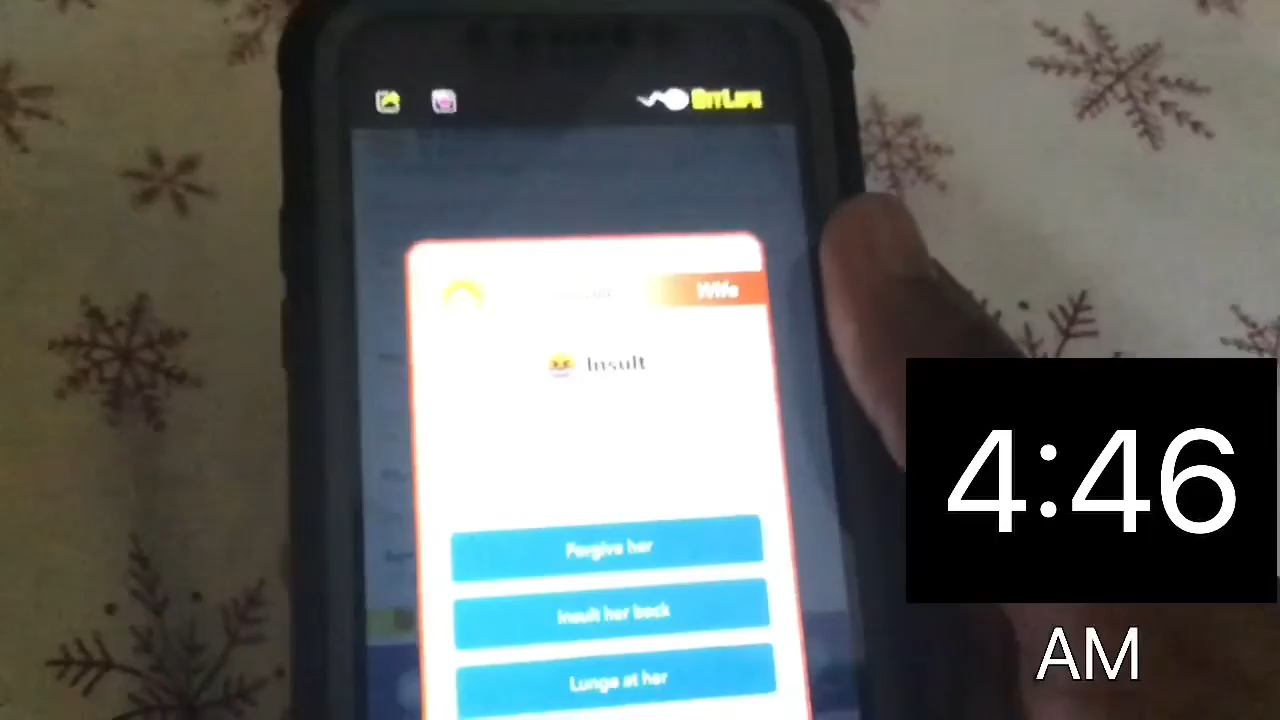 BITLIFE
Wife
Insult
Forgive her
Insult her back
Lunge at her
4:46
AM